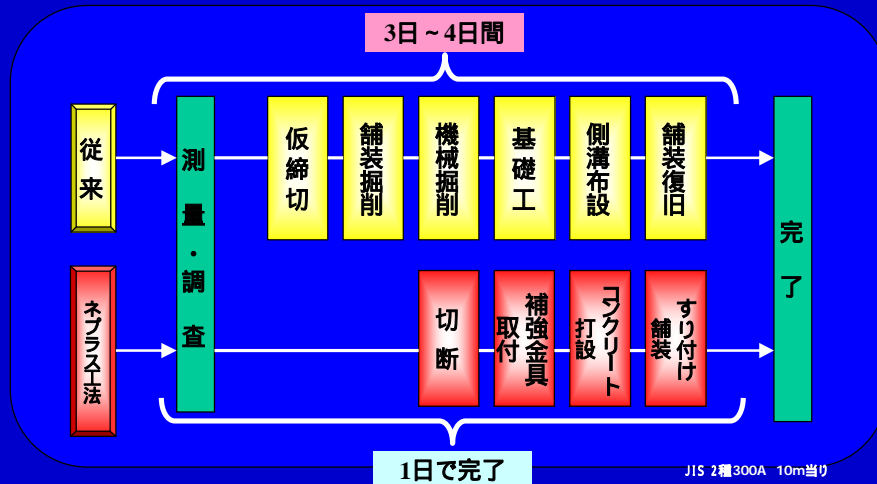 3日~4日間
従来
測量・調査
仮締切
舗装掘削
機械掘削
基礎工
側溝布設
舗装復旧
完了
ネプラス工法
切断
補強金具
取付
コンクリート
打設
すり付け
舗装
1日で完了
JIS 2種300A 10m当り